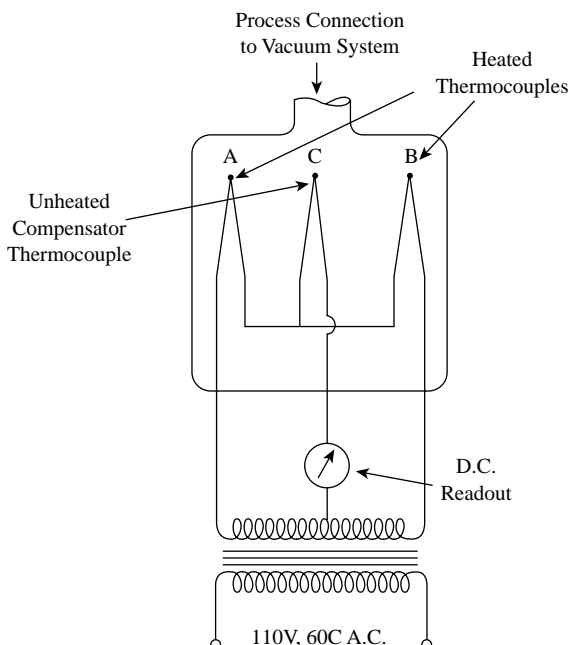 Process Connection
to Vacuum System
Heated
Thermocouples
A
C
B
Unheated
Compensator
Thermocouple
D.C.
Readout
110V, 60C A.C.